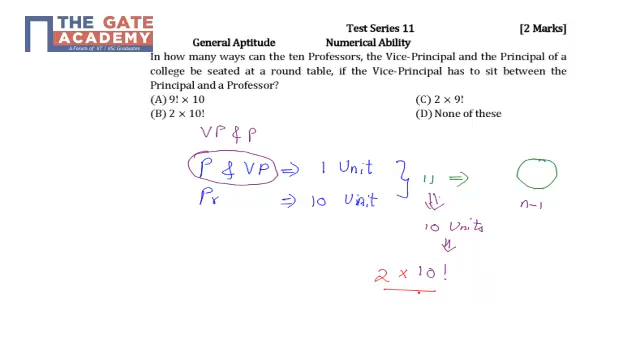 THE GATE
ACADEMY
A Forum of IIT / IISC Graduates
Test Series 11 [2 Marks]
General Aptitude Numerical Ability
In how many ways can the ten Professors, the Vice-Principal and the Principal of a
college be seated at a round table, if the Vice-Principal has to sit between the
Principal and a Professor?
(A) 9! × 10 (C) 2 × 9!
(B) 2 × 10! (D) None of these
VP & P
P & VP ⇒ 1 Unit
11 ⇒
Pr ⇒ 10 Unit
n-1
10 Units
2 × 10!